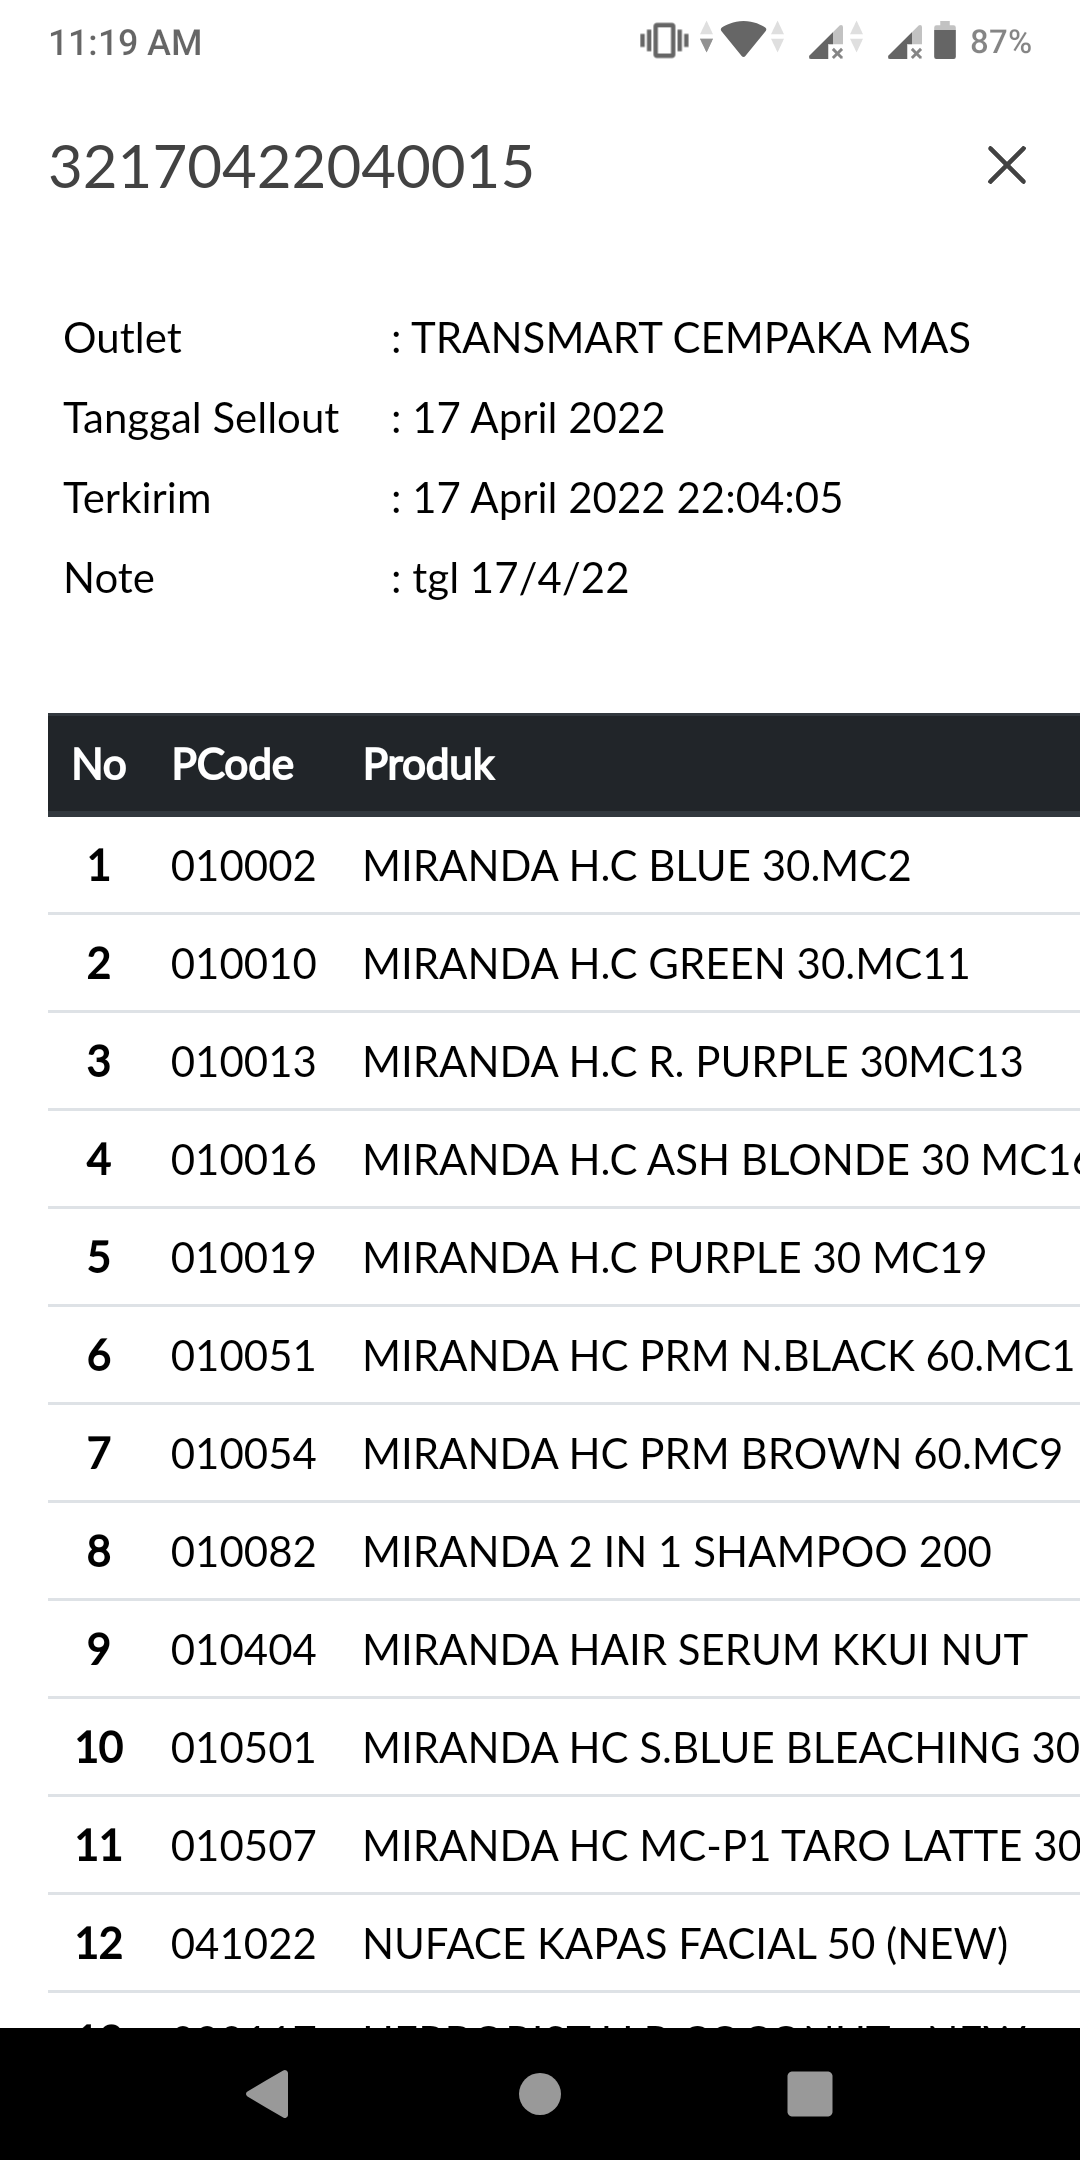 11:19 AM 87%
32170422040015
Outlet : TRANSMART CEMPAKA MAS
Tanggal Sellout : 17 April 2022
Terkirim : 17 April 2022 22:04:05
Note : tgl 17/4/22
No PCode Produk
1 010002 MIRANDA H.C BLUE 30.MC2
2 010010 MIRANDA H.C GREEN 30.MC11
3 010013 MIRANDA H.C R. PURPLE 30MC13
4 010016 MIRANDA H.C ASH BLONDE 30 MC16
5 010019 MIRANDA H.C PURPLE 30 MC19
6 010051 MIRANDA HC PRM N.BLACK 60.MC1
7 010054 MIRANDA HC PRM BROWN 60.MC9
8 010082 MIRANDA 2 IN 1 SHAMPOO 200
9 010404 MIRANDA HAIR SERUM KKUI NUT
10 010501 MIRANDA HC S.BLUE BLEACHING 30
11 010507 MIRANDA HC MC-P1 TARO LATTE 30
12 041022 NUFACE KAPAS FACIAL 50 (NEW)